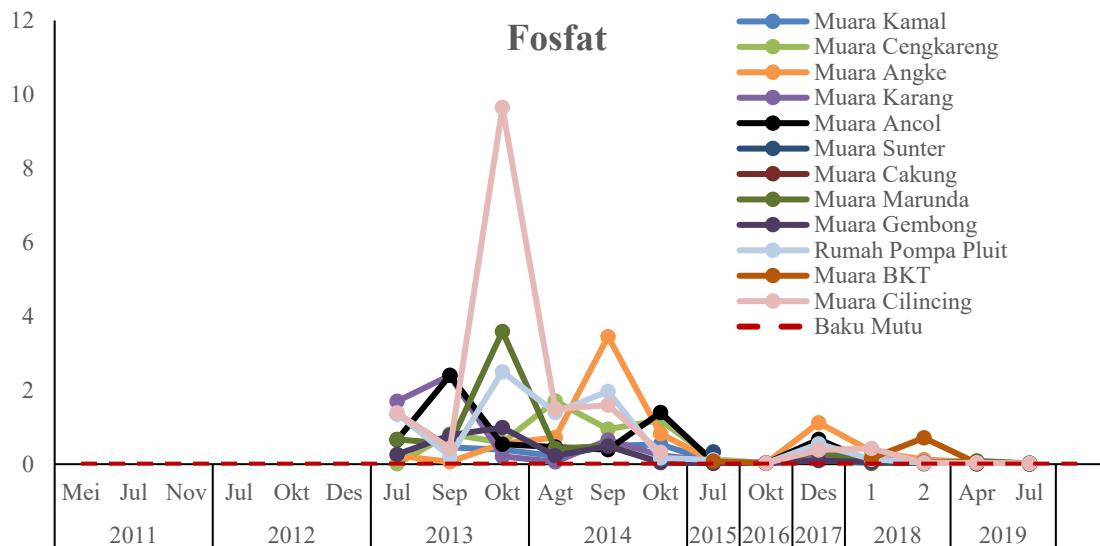 Fosfat
12
10
8
6
4
2
0
Muara Kamal
Muara Cengkareng
Muara Angke
Muara Karang
Muara Ancol
Muara Sunter
Muara Cakung
Muara Marunda
Muara Gembong
Rumah Pompa Pluit
Muara BKT
Muara Cilincing
Baku Mutu
Mei Jul Nov Jul Okt Des Jul Sep Okt Agt Sep Okt Jul Okt Des 1 2 Apr Jul
2011 2012 2013 2014 2015 2016 2017 2018 2019